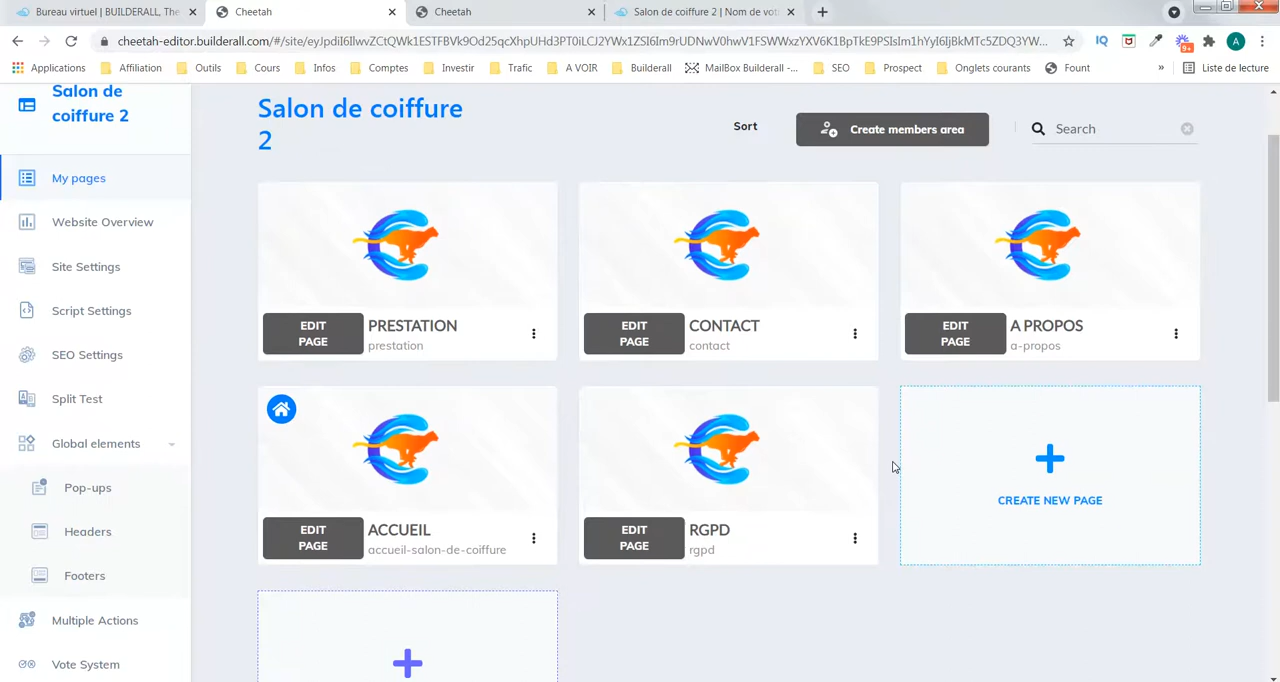 Bureau virtuel | BUILDERALL, The
Cheetah
Cheetah
Salon de coiffure 2 | Nom de vot
cheetah-editor.builderall.com/#/site/
IQ
9+
A
Applications
Affiliation
Outils
Cours
Infos
Comptes
Investir
Trafic
A VOIR
Builderall
MailBox Builderall -...
SEO
Prospect
Onglets courants
Fount
»
Liste de lecture
Salon de
coiffure 2
My pages
Website Overview
Site Settings
Script Settings
SEO Settings
Split Test
Global elements
Pop-ups
Headers
Footers
Multiple Actions
Vote System
Salon de coiffure
2
Sort
Create members area
Search
EDIT
PAGE
PRESTATION
prestation
EDIT
PAGE
CONTACT
contact
EDIT
PAGE
A PROPOS
a-propos
EDIT
PAGE
ACCUEIL
accueil-salon-de-coiffure
EDIT
PAGE
RGPD
rgpd
CREATE NEW PAGE